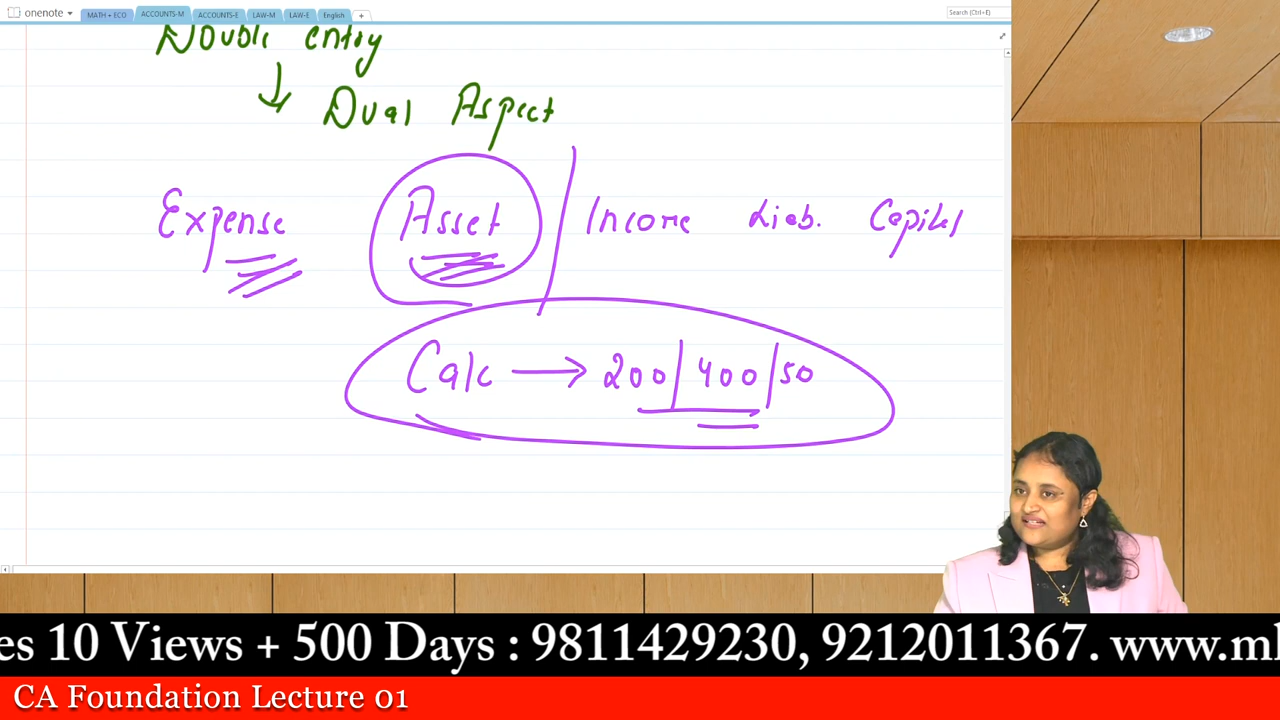 onenote MATH + ECO ACCOUNTS-M ACCOUNTS-E LAW-M LAW-E English + Search (Ctrl+E)
Double entry
Dual Aspect
Expense Asset Income Liab. Capital
Calc → 200 | 400 | 50
es 10 Views + 500 Days : 9811429230, 9212011367. www.m
CA Foundation Lecture 01